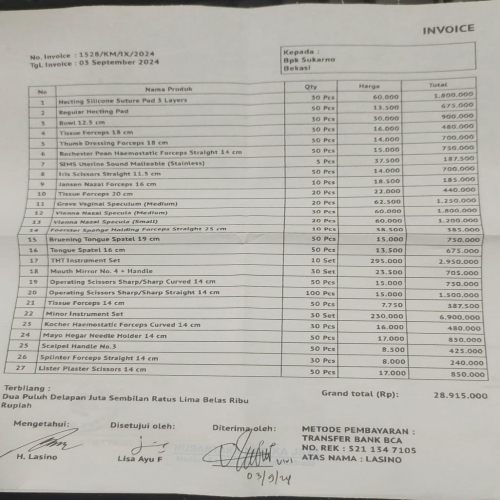 INVOICE
No. Invoice : 1528/KM/IX/2024
Tgl. Invoice : 03 September 2024
Kepada :
Bpk Sukarno
Bekasi
No Nama Produk Qty Harga Total
1 Hecting Silicone Suture Pad 3 Layers 30 Pcs 60.000 1.800.000
2 Regular Hecting Pad 50 Pcs 13.500 675.000
3 Bowl 12.5 cm 30 Pcs 30.000 900.000
4 Tissue Forceps 18 cm 30 Pcs 16.000 480.000
5 Thumb Dressing Forceps 18 cm 50 Pcs 14.000 700.000
6 Rochester Pean Haemostatic Forceps Straight 14 cm 50 Pcs 15.000 750.000
7 SIMS Uterine Sound Malleable (Stainless) 5 Pcs 37.500 187.500
8 Iris Scissors Straight 11.5 cm 50 Pcs 14.000 700.000
9 Jansen Nazal Forceps 16 cm 10 Pcs 18.500 185.000
10 Tissue Forceps 20 cm 20 Pcs 22.000 440.000
11 Grave Vaginal Speculum (Medium) 20 Pcs 62.500 1.250.000
12 Vienna Nazal Specula (Medium) 30 Pcs 60.000 1.800.000
13 Vienna Nazal Specula (Small) 20 Pcs 60.000 1.200.000
14 Foerster Sponge Holding Forceps Straight 25 cm 10 Pcs 38.500 385.000
15 Bruening Tongue Spatel 19 cm 50 Pcs 15.000 750.000
16 Tongue Spatel 16 cm 50 Pcs 13.500 675.000
17 THT Instrument Set 10 Set 295.000 2.950.000
18 Mouth Mirror No. 4 + Handle 30 Set 23.500 705.000
19 Operating Scissors Sharp/Sharp Curved 14 cm 50 Pcs 15.000 750.000
20 Operating Scissors Sharp/Sharp Straight 14 cm 100 Pcs 15.000 1.500.000
21 Tissue Forceps 14 cm 50 Pcs 7.750 387.500
22 Minor Instrument Set 30 Set 230.000 6.900.000
23 Kocher Haemostatic Forceps Curved 14 cm 30 Pcs 16.000 480.000
24 Mayo Hegar Needle Holder 14 cm 50 Pcs 17.000 850.000
25 Scalpel Handle No.3 50 Pcs 8.500 425.000
26 Splinter Forceps Straight 14 cm 30 Pcs 8.000 240.000
27 Lister Plaster Scissors 14 cm 50 Pcs 17.000 850.000
Terbilang :
Dua Puluh Delapan Juta Sembilan Ratus Lima Belas Ribu
Rupiah
Grand total (Rp): 28.915.000
Mengetahui: Disetujui oleh: Diterima oleh:
H. Lasino Lisa Ayu F
03/9/24
METODE PEMBAYARAN :
TRANSFER BANK BCA
NO. REK : 521 134 7105
ATAS NAMA : LASINO